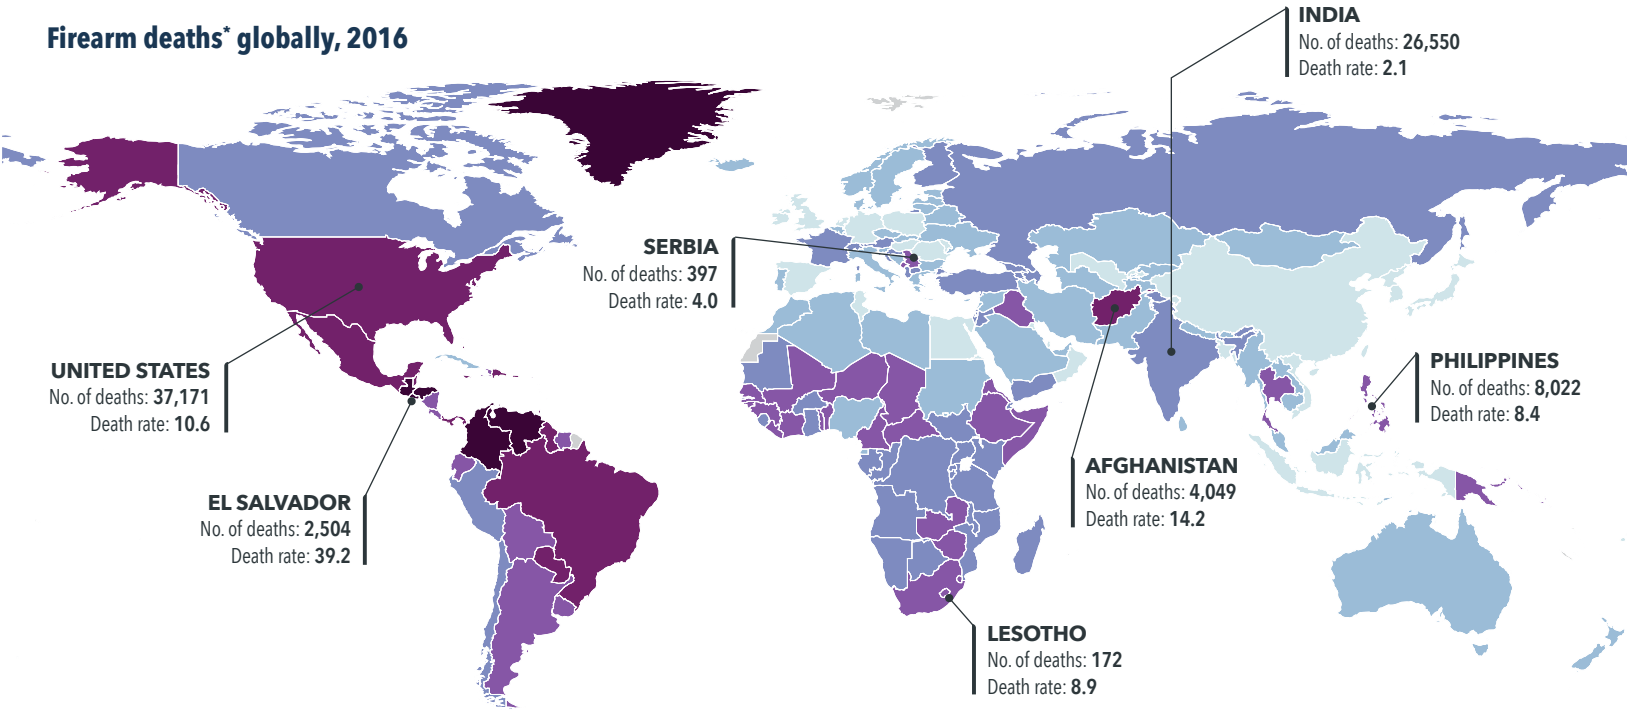 Firearm deaths* globally, 2016
INDIA
No. of deaths: 26,550
Death rate: 2.1
SERBIA
No. of deaths: 397
Death rate: 4.0
UNITED STATES
No. of deaths: 37,171
Death rate: 10.6
PHILIPPINES
No. of deaths: 8,022
Death rate: 8.4
EL SALVADOR
No. of deaths: 2,504
Death rate: 39.2
AFGHANISTAN
No. of deaths: 4,049
Death rate: 14.2
LESOTHO
No. of deaths: 172
Death rate: 8.9